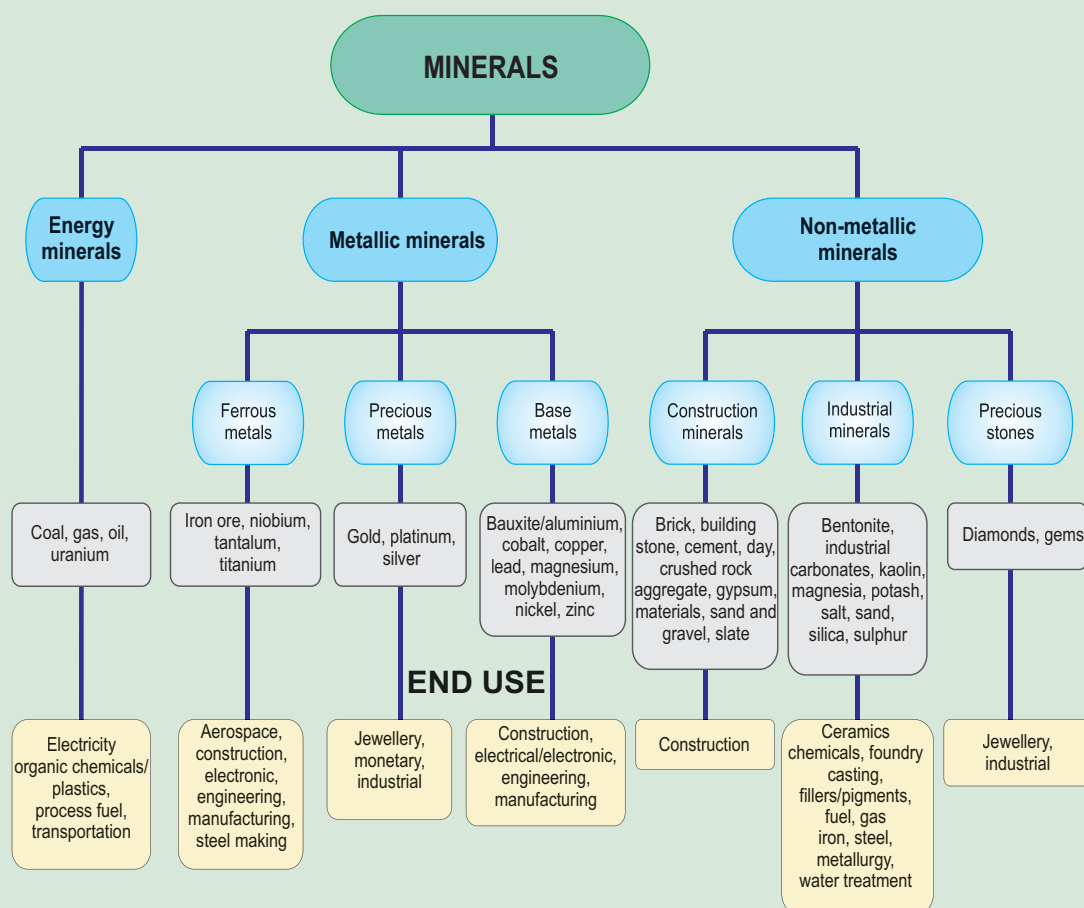 MINERALS
Energy
minerals
Metallic minerals
Non-metallic
minerals
Ferrous
metals
Precious
metals
Base
metals
Construction
minerals
Industrial
minerals
Precious
stones
Coal, gas, oil,
uranium
Iron ore, niobium,
tantalum,
titanium
Gold, platinum,
silver
Bauxite/aluminium,
cobalt, copper,
lead, magnesium,
molybdenum,
nickel, zinc
Brick, building
stone, cement, day,
crushed rock
aggregate, gypsum,
materials, sand and
gravel, slate
Bentonite,
industrial
carbonates, kaolin,
magnesia, potash,
salt, sand,
silica, sulphur
Diamonds, gems
END USE
Electricity
organic chemicals/
plastics,
process fuel,
transportation
Aerospace,
construction,
electronic,
engineering,
manufacturing,
steel making
Jewellery,
monetary,
industrial
Construction,
electrical/electronic,
engineering,
manufacturing
Construction
Ceramics
chemicals, foundry
casting,
fillers/pigments,
fuel, gas
iron, steel,
metallurgy,
water treatment
Jewellery,
industrial